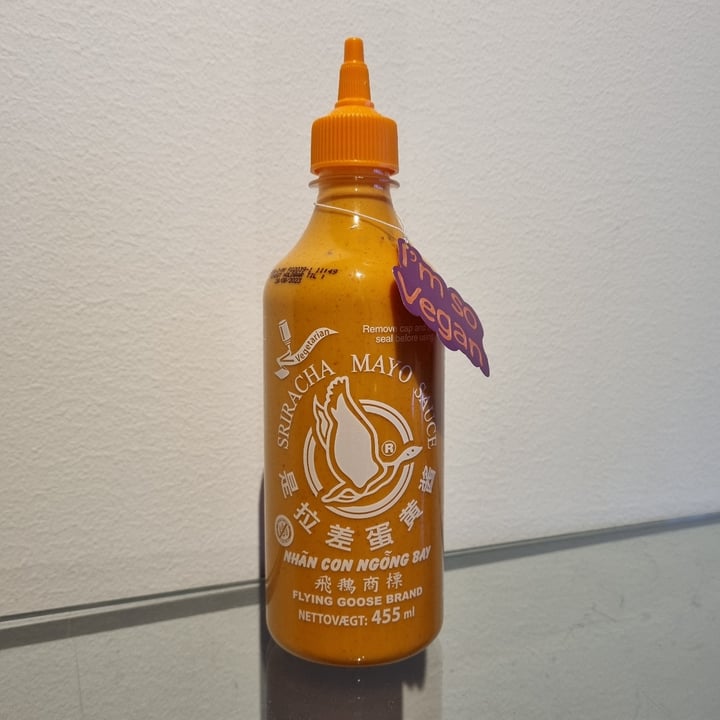 I'm so
Vegan
Vegetarian
Remove cap and
seal before using
SRIRACHA MAYO SAUCE
®
是拉差蛋黃醬
NHÃN CON NGỖNG BAY
飛鵝商標
FLYING GOOSE BRAND
NETTOVÆGT: 455 ml